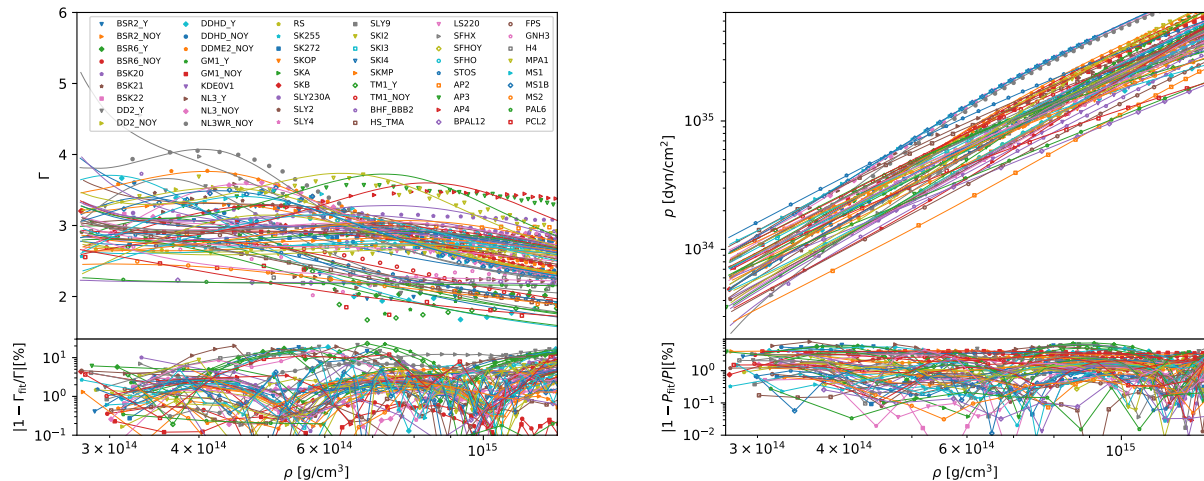 6
5
4
3
2
Γ
BSR2_Y
BSR2_NOY
BSR6_Y
BSR6_NOY
BSK20
BSK21
BSK22
DD2_Y
DD2_NOY
DDHD_Y
DDHD_NOY
DDME2_NOY
GM1_Y
GM1_NOY
KDE0V1
NL3_Y
NL3_NOY
NL3WR_NOY
RS
SK255
SK272
SKOP
SKA
SKB
SLY230A
SLY2
SLY4
SLY9
SKI2
SKI3
SKI4
SKMP
TM1_Y
TM1_NOY
BHF_BBB2
HS_TMA
LS220
SFHX
SFHOY
SFHO
STOS
AP2
AP3
AP4
BPAL12
FPS
GNH3
H4
MPA1
MS1
MS1B
MS2
PAL6
PCL2
|1 − Γfit/Γ|[%]
10¹
10⁰
10⁻¹
3 × 10¹⁴
4 × 10¹⁴
6 × 10¹⁴
10¹⁵
ρ [g/cm³]
p [dyn/cm²]
10³⁵
10³⁴
|1 − Pfit/P|[%]
10⁰
10⁻¹
10⁻²
3 × 10¹⁴
4 × 10¹⁴
6 × 10¹⁴
10¹⁵
ρ [g/cm³]